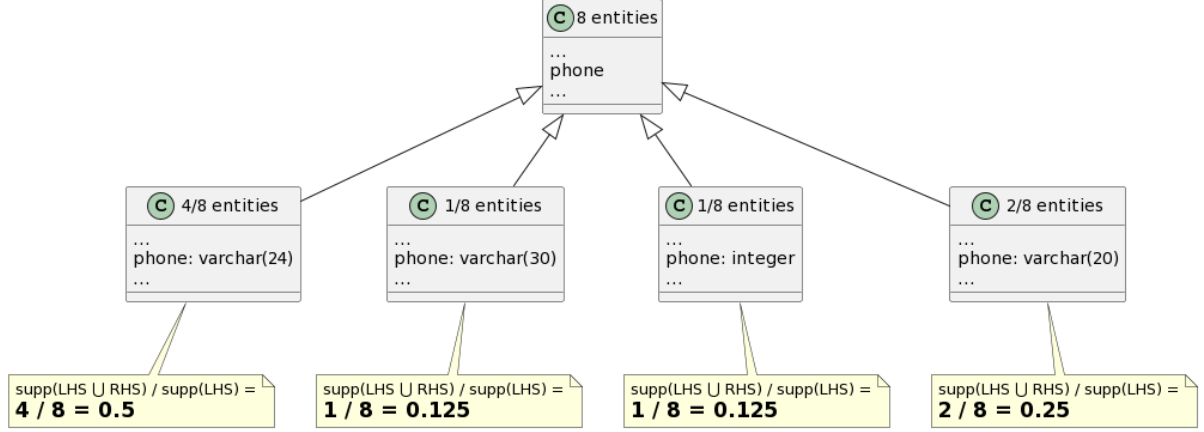 C 8 entities
...
phone
...
C 4/8 entities
...
phone: varchar(24)
...
C 1/8 entities
...
phone: varchar(30)
...
C 1/8 entities
...
phone: integer
...
C 2/8 entities
...
phone: varchar(20)
...
supp(LHS ⋃ RHS) / supp(LHS) =
4 / 8 = 0.5
supp(LHS ⋃ RHS) / supp(LHS) =
1 / 8 = 0.125
supp(LHS ⋃ RHS) / supp(LHS) =
1 / 8 = 0.125
supp(LHS ⋃ RHS) / supp(LHS) =
2 / 8 = 0.25